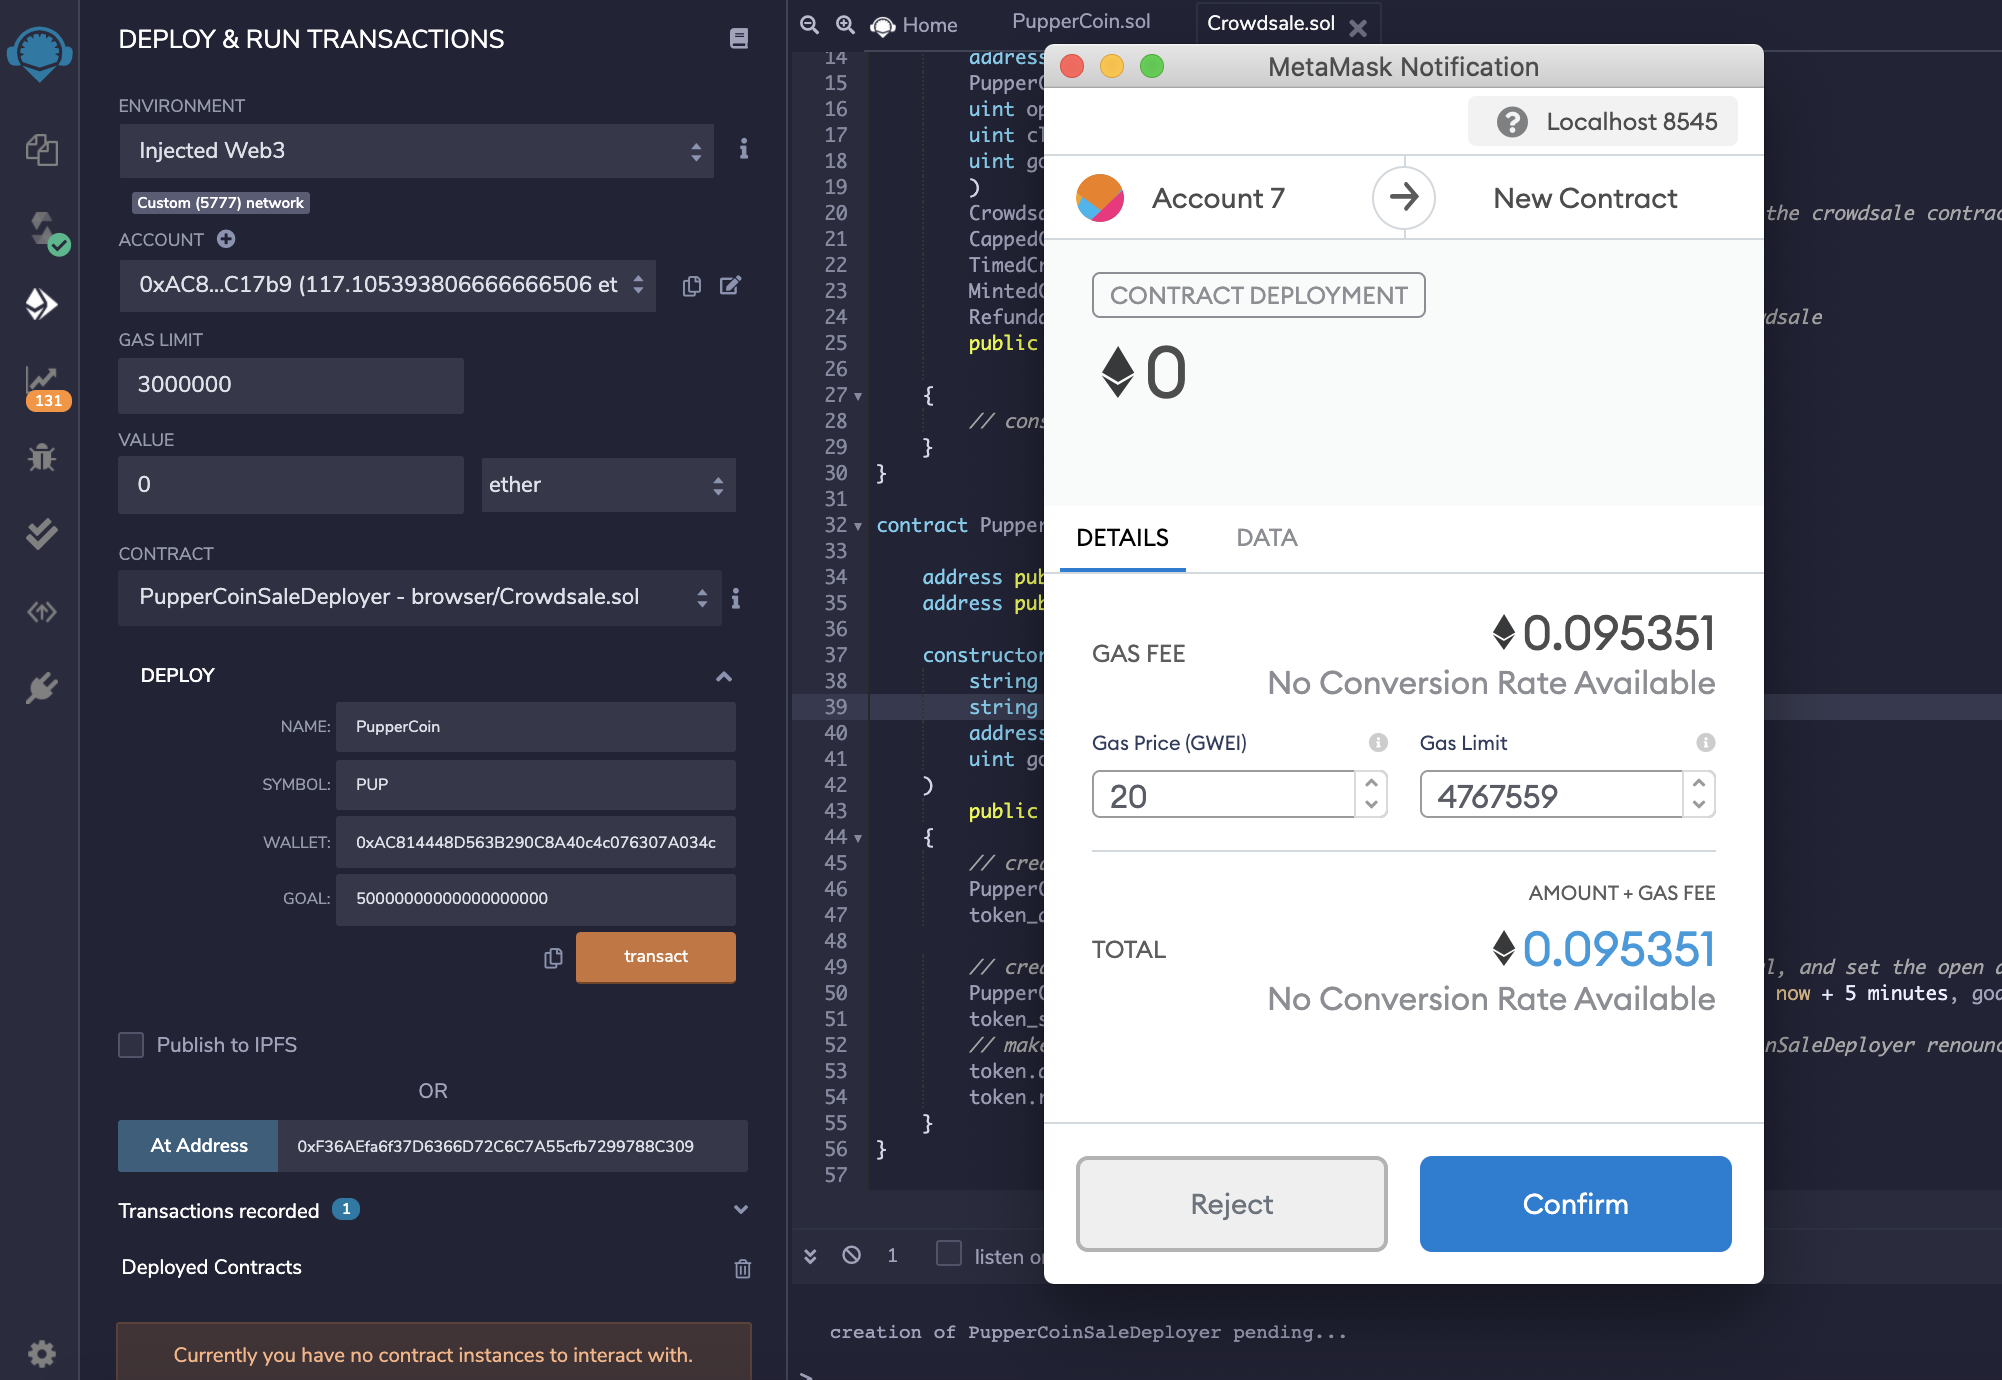 DEPLOY & RUN TRANSACTIONS
ENVIRONMENT
Injected Web3
Custom (5777) network
ACCOUNT
0xAC8...C17b9 (117.105393806666666506 et
GAS LIMIT
3000000
VALUE
0
ether
CONTRACT
PupperCoinSaleDeployer - browser/Crowdsale.sol
DEPLOY
NAME:
PupperCoin
SYMBOL:
PUP
WALLET:
0xAC814448D563B290C8A40c4c076307A034c
GOAL:
50000000000000000000
transact
Publish to IPFS
OR
At Address
0xF36AEfa6f37D6366D72C6C7A55cfb7299788C309
Transactions recorded 1
Deployed Contracts
Currently you have no contract instances to interact with.
131
Home
PupperCoin.sol
Crowdsale.sol
14 address
15 PupperC
16 uint op
17 uint cl
18 uint go
19 )
20 Crowdsa the crowdsale contrac
21 CappedC
22 TimedCr
23 MintedC
24 Refunda dsale
25 public
26
27 {
28 // cons
29 }
30 }
31
32 contract Pupper
33
34 address pub
35 address pub
36
37 constructor
38 string
39 string
40 address
41 uint go
42 )
43 public
44 {
45 // crea
46 PupperC
47 token_a
48
49 // crea l, and set the open a
50 PupperC now + 5 minutes, goa
51 token_s
52 // make nSaleDeployer renounc
53 token.a
54 token.r
55 }
56 }
57
1
listen o
creation of PupperCoinSaleDeployer pending...
>
MetaMask Notification
Localhost 8545
Account 7
New Contract
CONTRACT DEPLOYMENT
0
DETAILS
DATA
GAS FEE
0.095351
No Conversion Rate Available
Gas Price (GWEI)
Gas Limit
20
4767559
AMOUNT + GAS FEE
TOTAL
0.095351
No Conversion Rate Available
Reject
Confirm